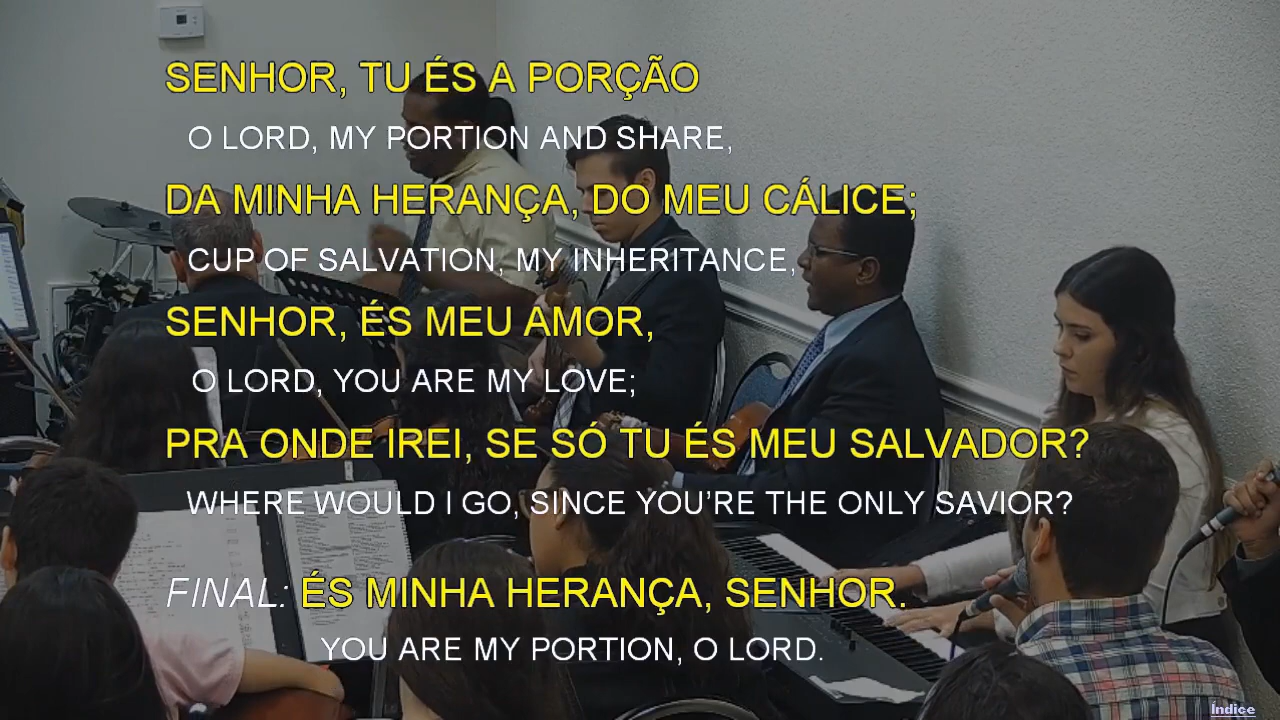 SENHOR, TU ÉS A PORÇÃO
O LORD, MY PORTION AND SHARE,
DA MINHA HERANÇA, DO MEU CÁLICE;
CUP OF SALVATION, MY INHERITANCE,
SENHOR, ÉS MEU AMOR,
O LORD, YOU ARE MY LOVE;
PRA ONDE IREI, SE SÓ TU ÉS MEU SALVADOR?
WHERE WOULD I GO, SINCE YOU’RE THE ONLY SAVIOR?
FINAL: ÉS MINHA HERANÇA, SENHOR.
YOU ARE MY PORTION, O LORD.
Índice